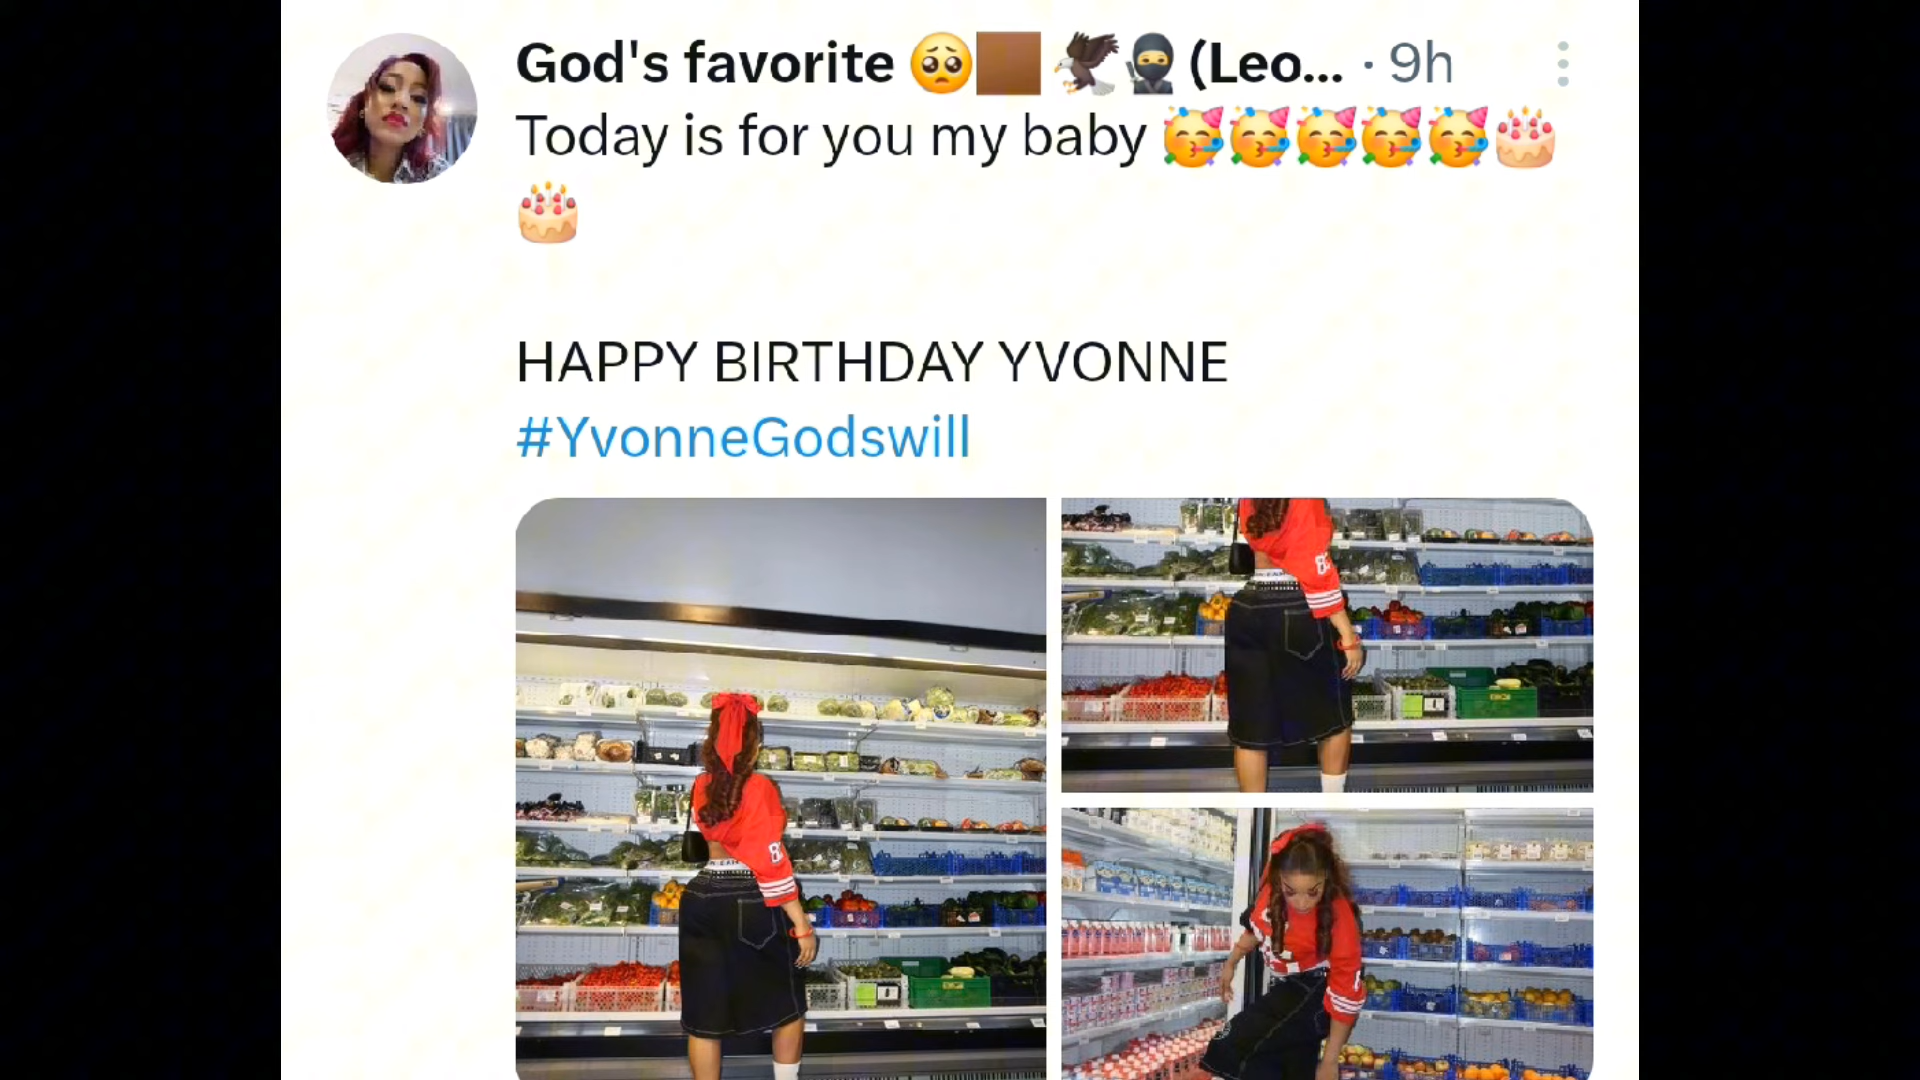 God's favorite 🥺🟫🦅🥷 (Leo... · 9h
Today is for you my baby 🥳🥳🥳🥳🥳🎂
🎂
HAPPY BIRTHDAY YVONNE
#YvonneGodswill